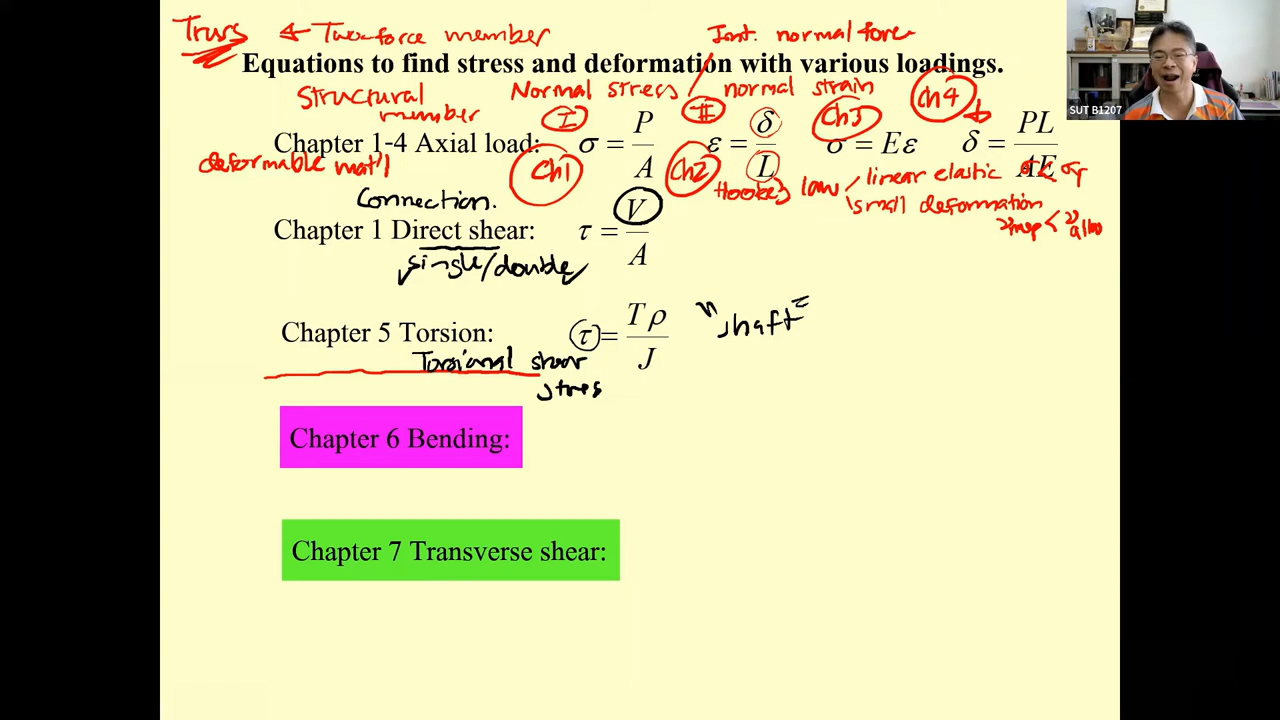 Truss ← Two-force member
Int. normal force
Equations to find stress and deformation with various loadings.
Structural member
Normal stress
normal strain
I
II
Ch3
Ch4
Chapter 1-4 Axial load: σ = P/A ε = δ/L σ = Eε δ = PL/AE
deformable mat'l
Ch1
Ch2
Hooke's law
linear elastic
small deformation
Connection.
Chapter 1 Direct shear: τ = V/A
single/double
Chapter 5 Torsion: τ = Tρ/J "shaft"
Torsional shear stress
Chapter 6 Bending:
Chapter 7 Transverse shear:
SUT B1207